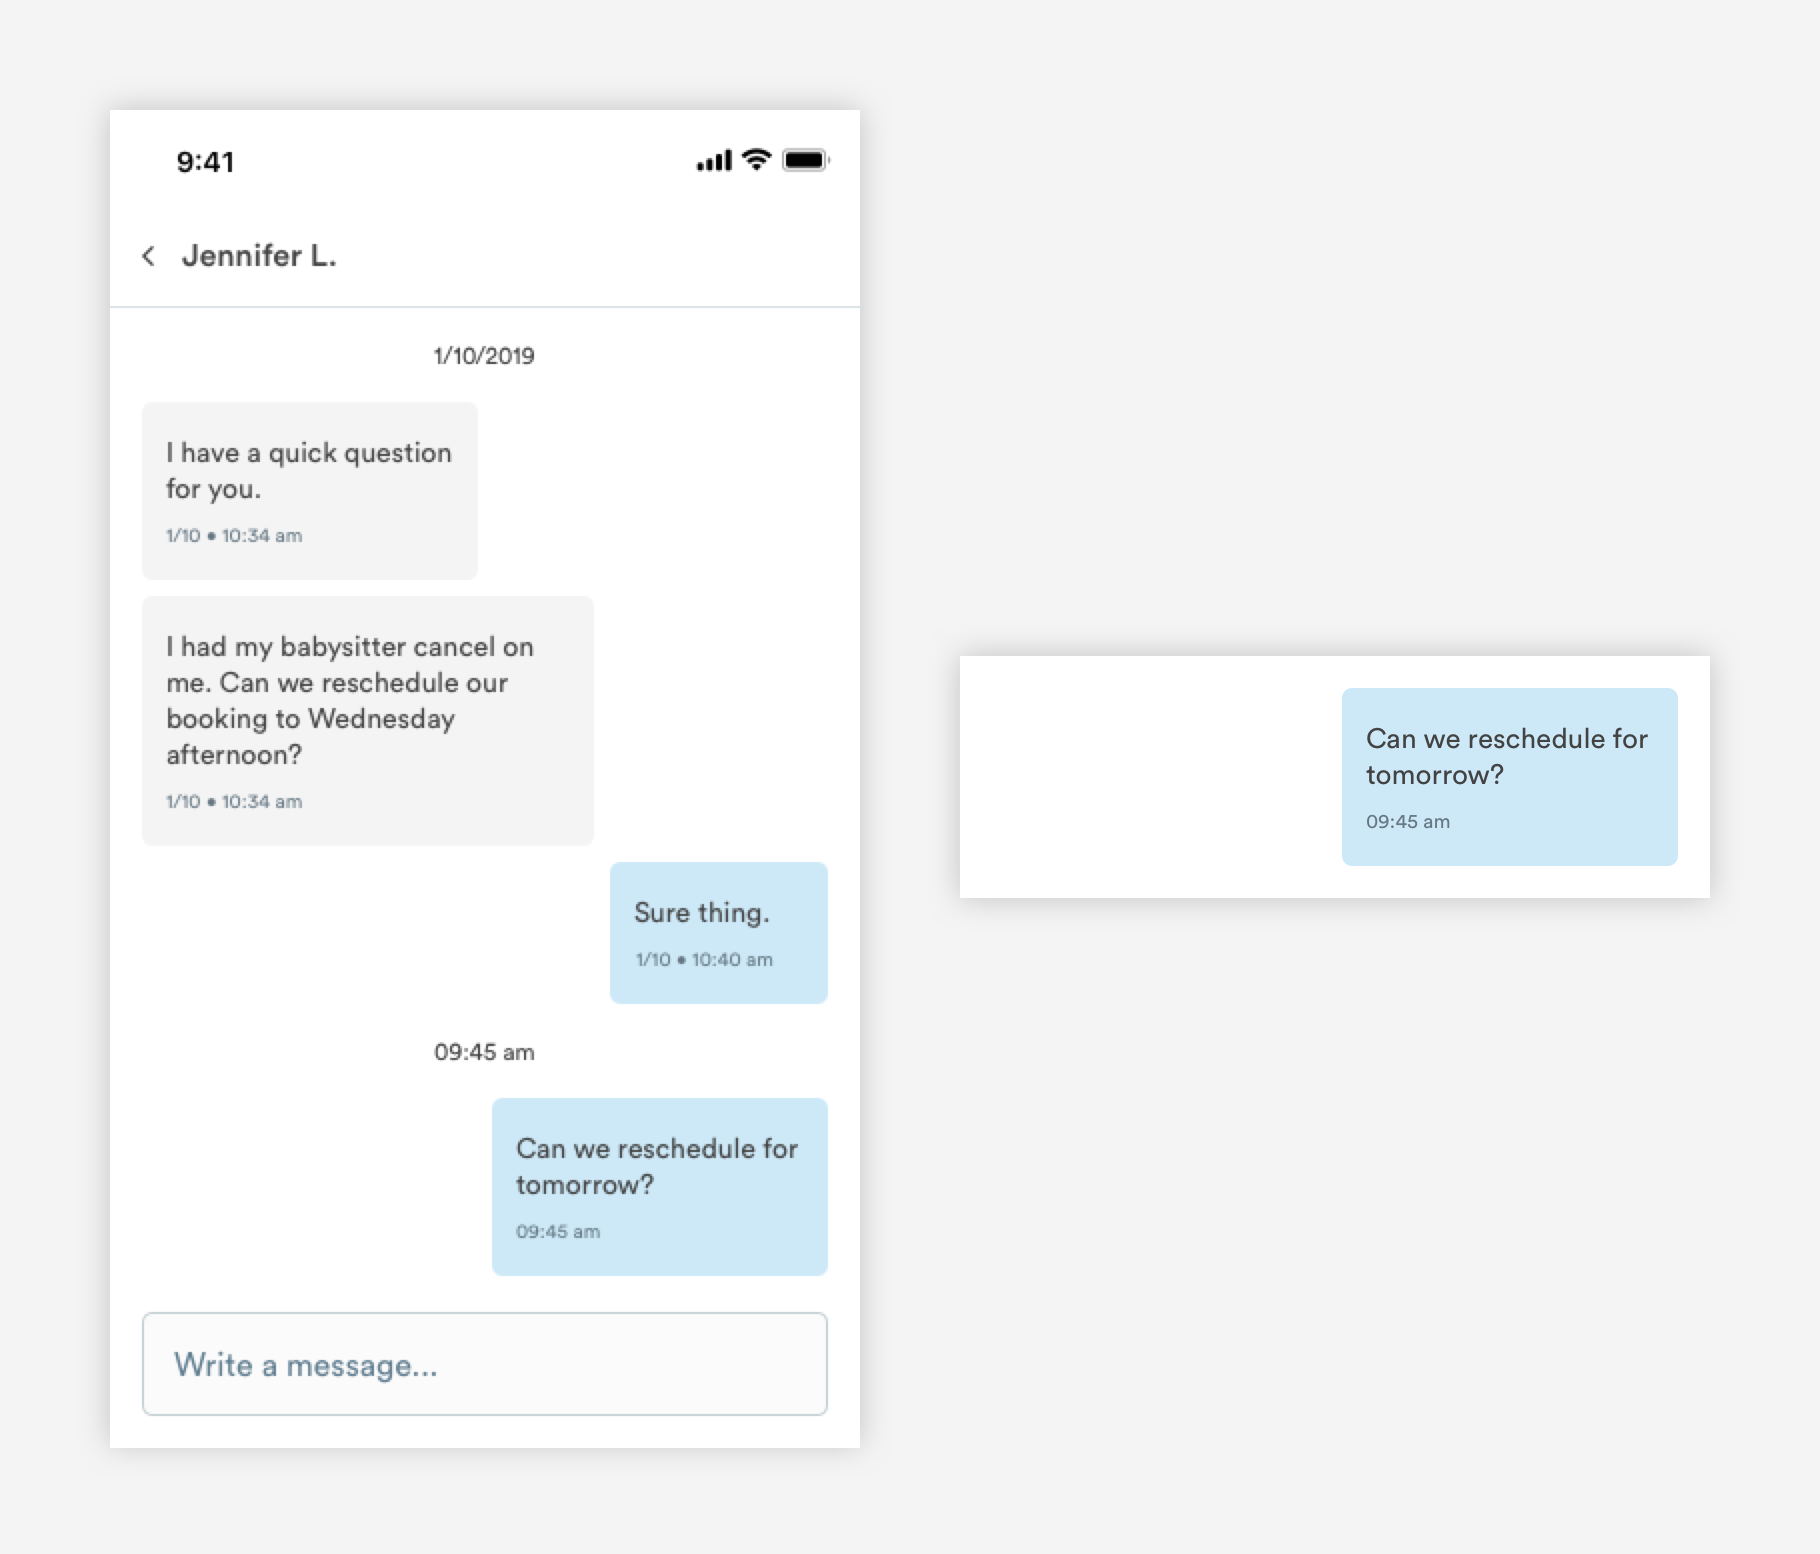 9:41
Jennifer L.
1/10/2019
I have a quick question
for you.
1/10 • 10:34 am
I had my babysitter cancel on
me. Can we reschedule our
booking to Wednesday
afternoon?
1/10 • 10:34 am
Sure thing.
1/10 • 10:40 am
09:45 am
Can we reschedule for
tomorrow?
09:45 am
Write a message...
Can we reschedule for
tomorrow?
09:45 am